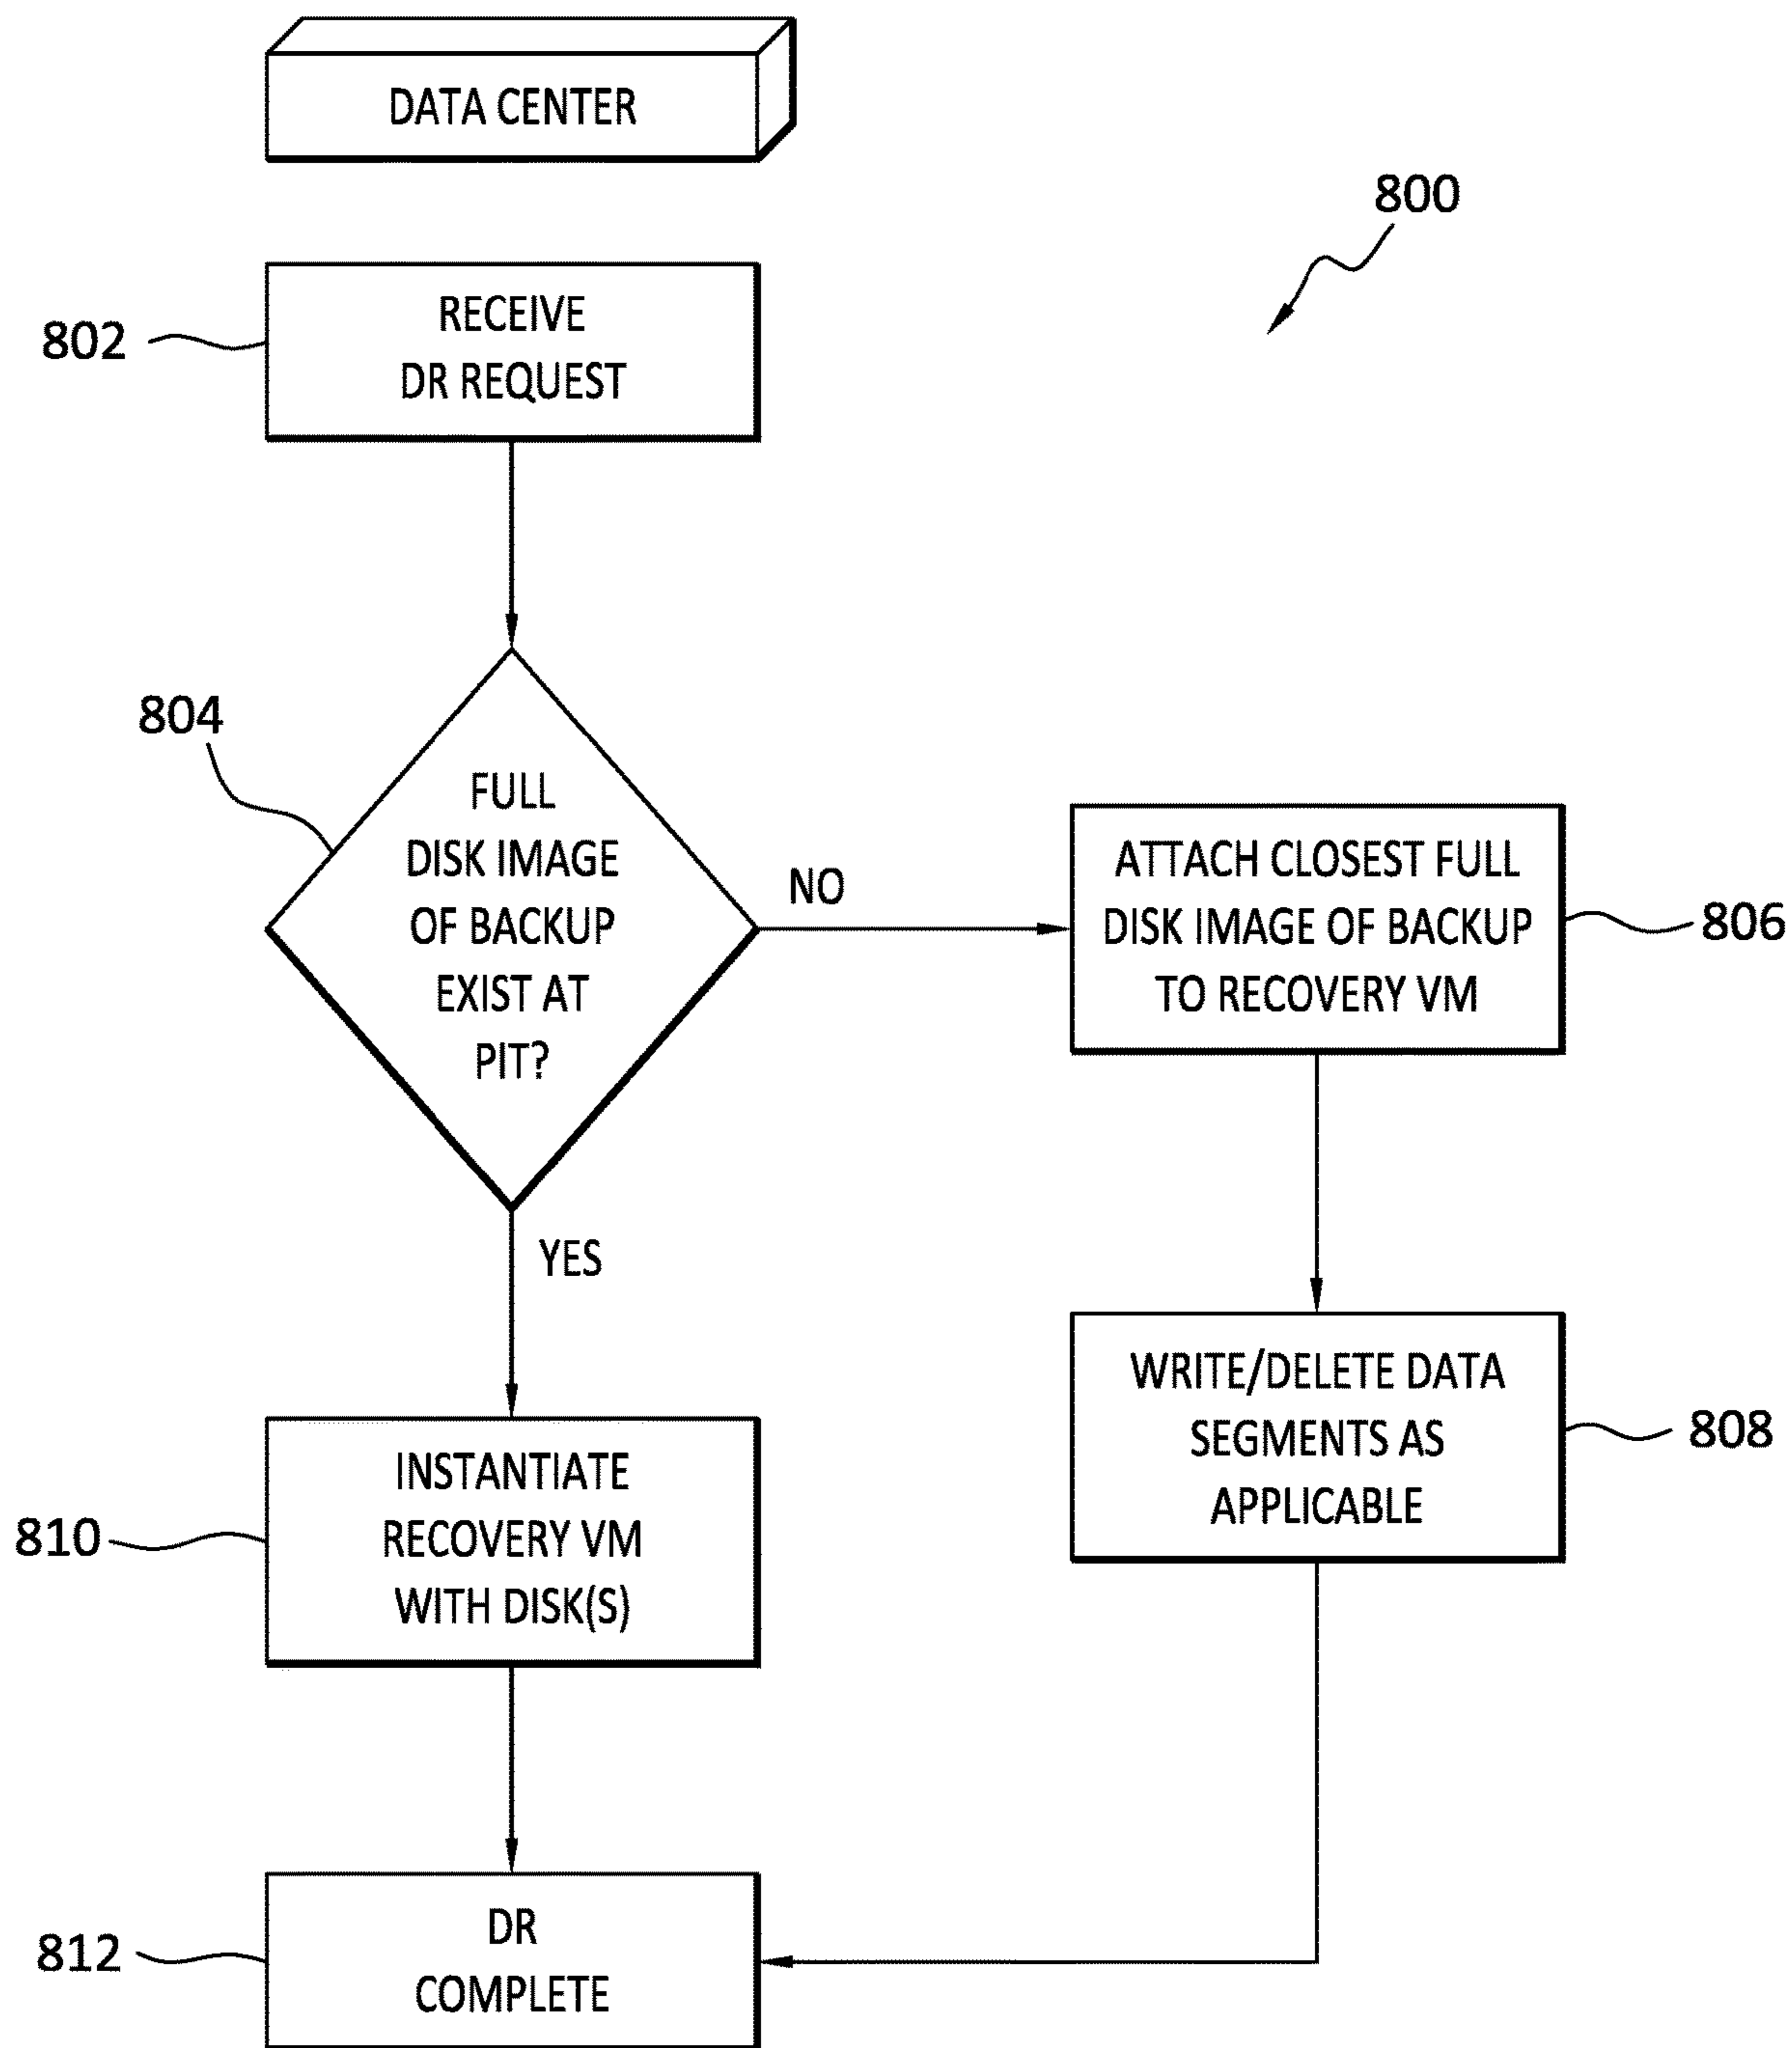 DATA CENTER
800
802
RECEIVE
DR REQUEST
804
FULL
DISK IMAGE
OF BACKUP
EXIST AT
PIT?
NO
ATTACH CLOSEST FULL
DISK IMAGE OF BACKUP
TO RECOVERY VM
806
YES
WRITE/DELETE DATA
SEGMENTS AS
APPLICABLE
808
810
INSTANTIATE
RECOVERY VM
WITH DISK(S)
812
DR
COMPLETE